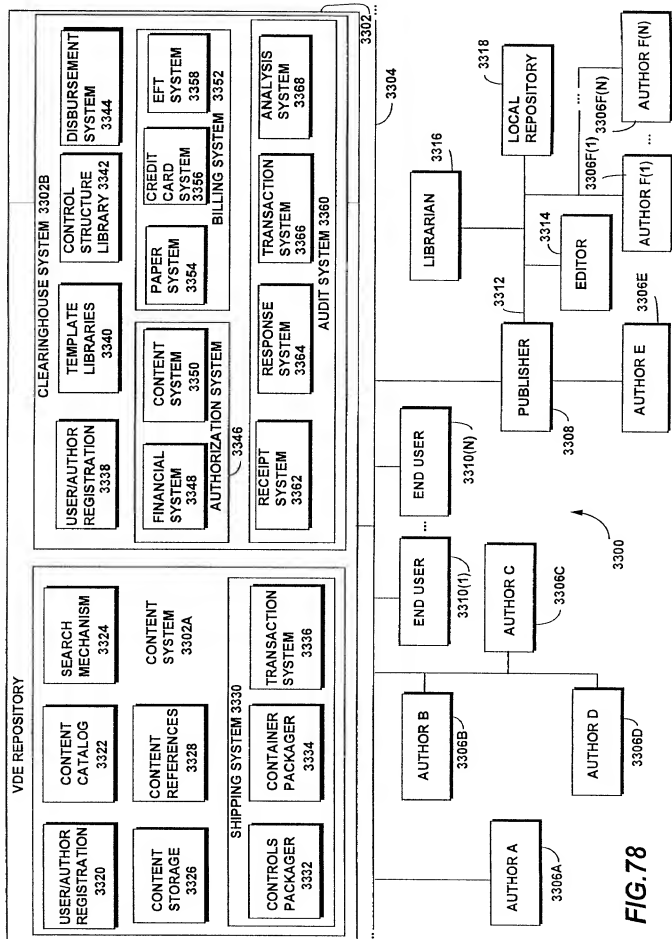 VDE REPOSITORY
3302
USER/AUTHOR
REGISTRATION
3320
CONTENT
CATALOG
3322
SEARCH
MECHANISM
3324
CONTENT
STORAGE
3326
CONTENT
REFERENCES
3328
CONTENT
SYSTEM
3302A
SHIPPING SYSTEM 3330
CONTROLS
PACKAGER
3332
CONTAINER
PACKAGER
3334
TRANSACTION
SYSTEM
3336
CLEARINGHOUSE SYSTEM 3302B
USER/AUTHOR
REGISTRATION
3338
TEMPLATE
LIBRARIES
3340
CONTROL
STRUCTURE
LIBRARY 3342
DISBURSEMENT
SYSTEM
3344
FINANCIAL
SYSTEM
3348
CONTENT
SYSTEM
3350
AUTHORIZATION SYSTEM
3346
PAPER
SYSTEM
3354
CREDIT
CARD
SYSTEM
3356
EFT
SYSTEM
3358
BILLING SYSTEM 3352
RECEIPT
SYSTEM
3362
RESPONSE
SYSTEM
3364
TRANSACTION
SYSTEM
3366
ANALYSIS
SYSTEM
3368
AUDIT SYSTEM 3360
3304
AUTHOR A
3306A
AUTHOR B
3306B
AUTHOR C
3306C
AUTHOR D
3306D
END USER
3310(1)
...
END USER
3310(N)
3300
PUBLISHER
3308
3312
AUTHOR E
3306E
EDITOR
3314
LIBRARIAN
3316
LOCAL
REPOSITORY
3318
3306F(1)
AUTHOR F(1)
...
3306F(N)
AUTHOR F(N)
FIG.78